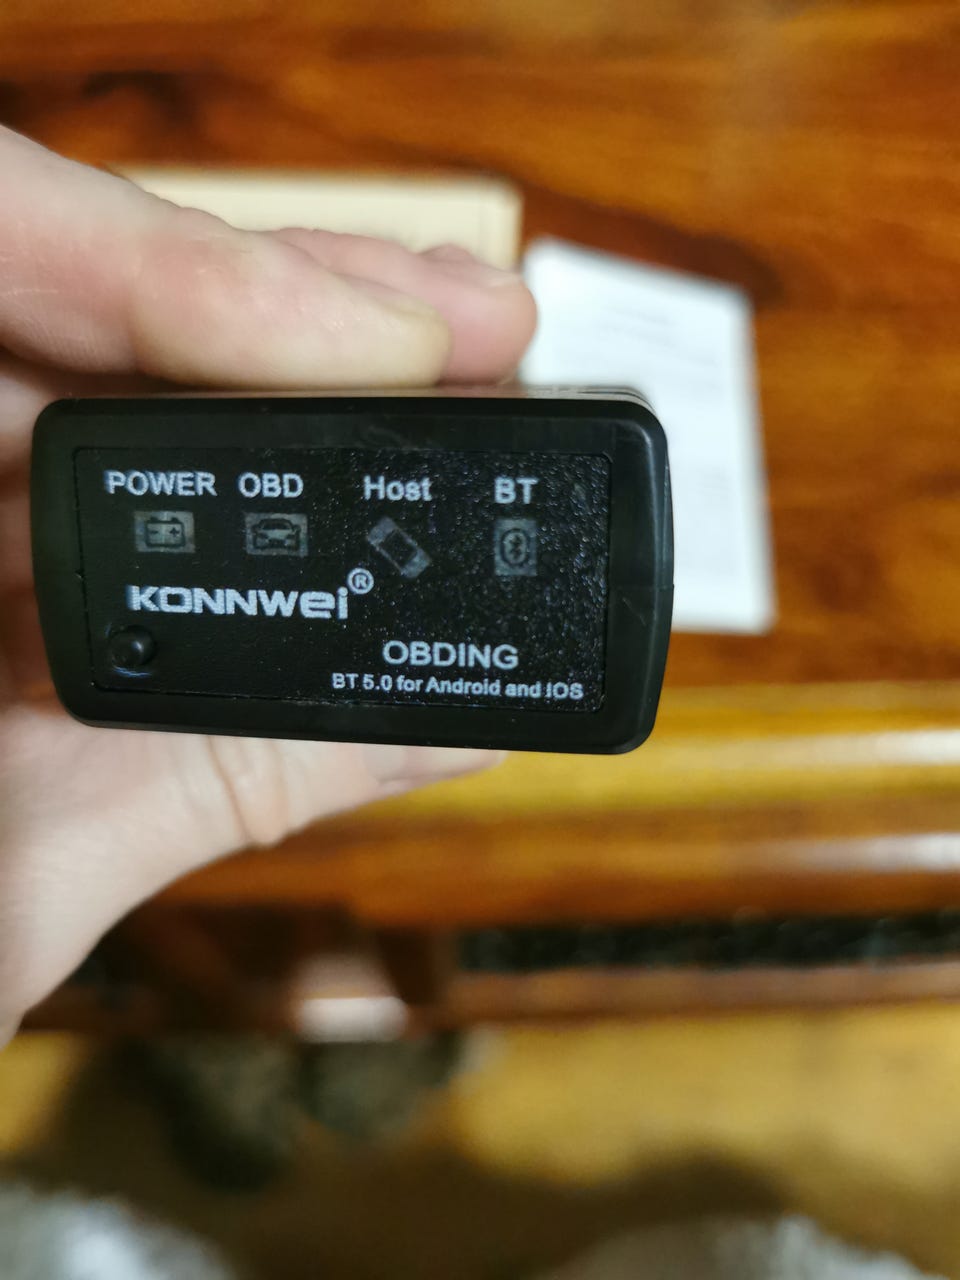 POWER OBD Host BT
KONNWEI®
OBDING
BT 5.0 for Android and IOS